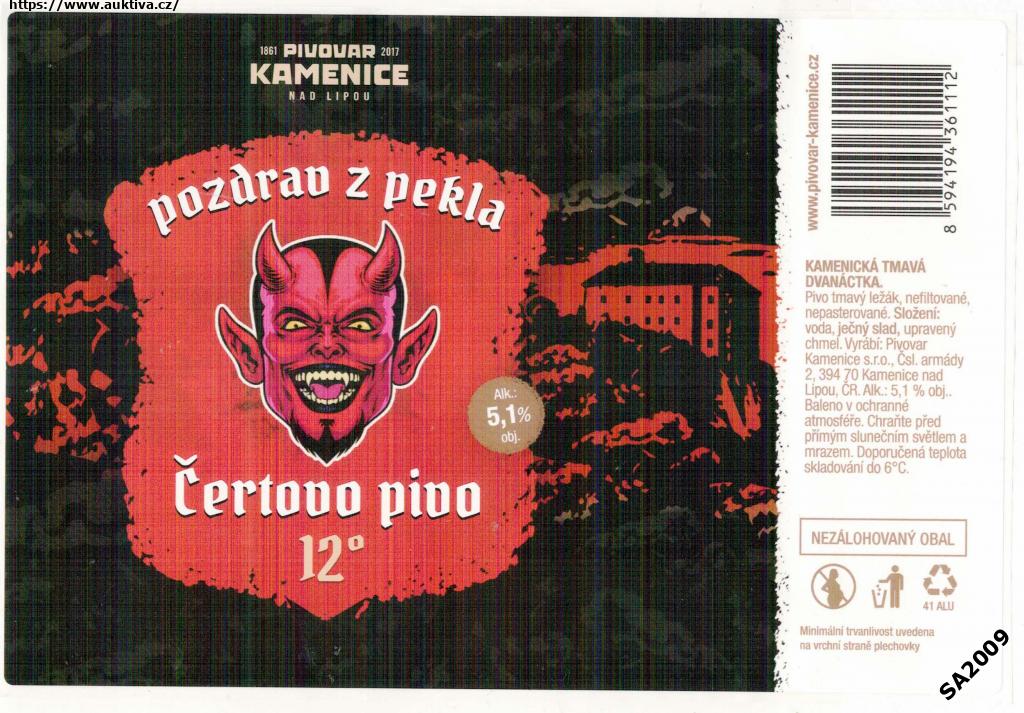 https://www.auktiva.cz/
1861 PIVOVAR 2017
KAMENICE
NAD LIPOU
pozdrav z pekla
Alk.:
5,1%
obj.
Čertovo pivo
12°
www.pivovar-kamenice.cz
8 594194 361112
KAMENICKÁ TMAVÁ
DVANÁCTKA.
Pivo tmavý ležák, nefiltované,
nepasterované. Složení:
voda, ječný slad, upravený
chmel. Vyrábí: Pivovar
Kamenice s.r.o., Čsl. armády
2, 394 70 Kamenice nad
Lipou, ČR. Alk.: 5,1 % obj..
Baleno v ochranné
atmosféře. Chraňte před
přímým slunečním světlem a
mrazem. Doporučená teplota
skladování do 6°C.
NEZÁLOHOVANÝ OBAL
41 ALU
Minimální trvanlivost uvedena
na vrchní straně plechovky
SA2009